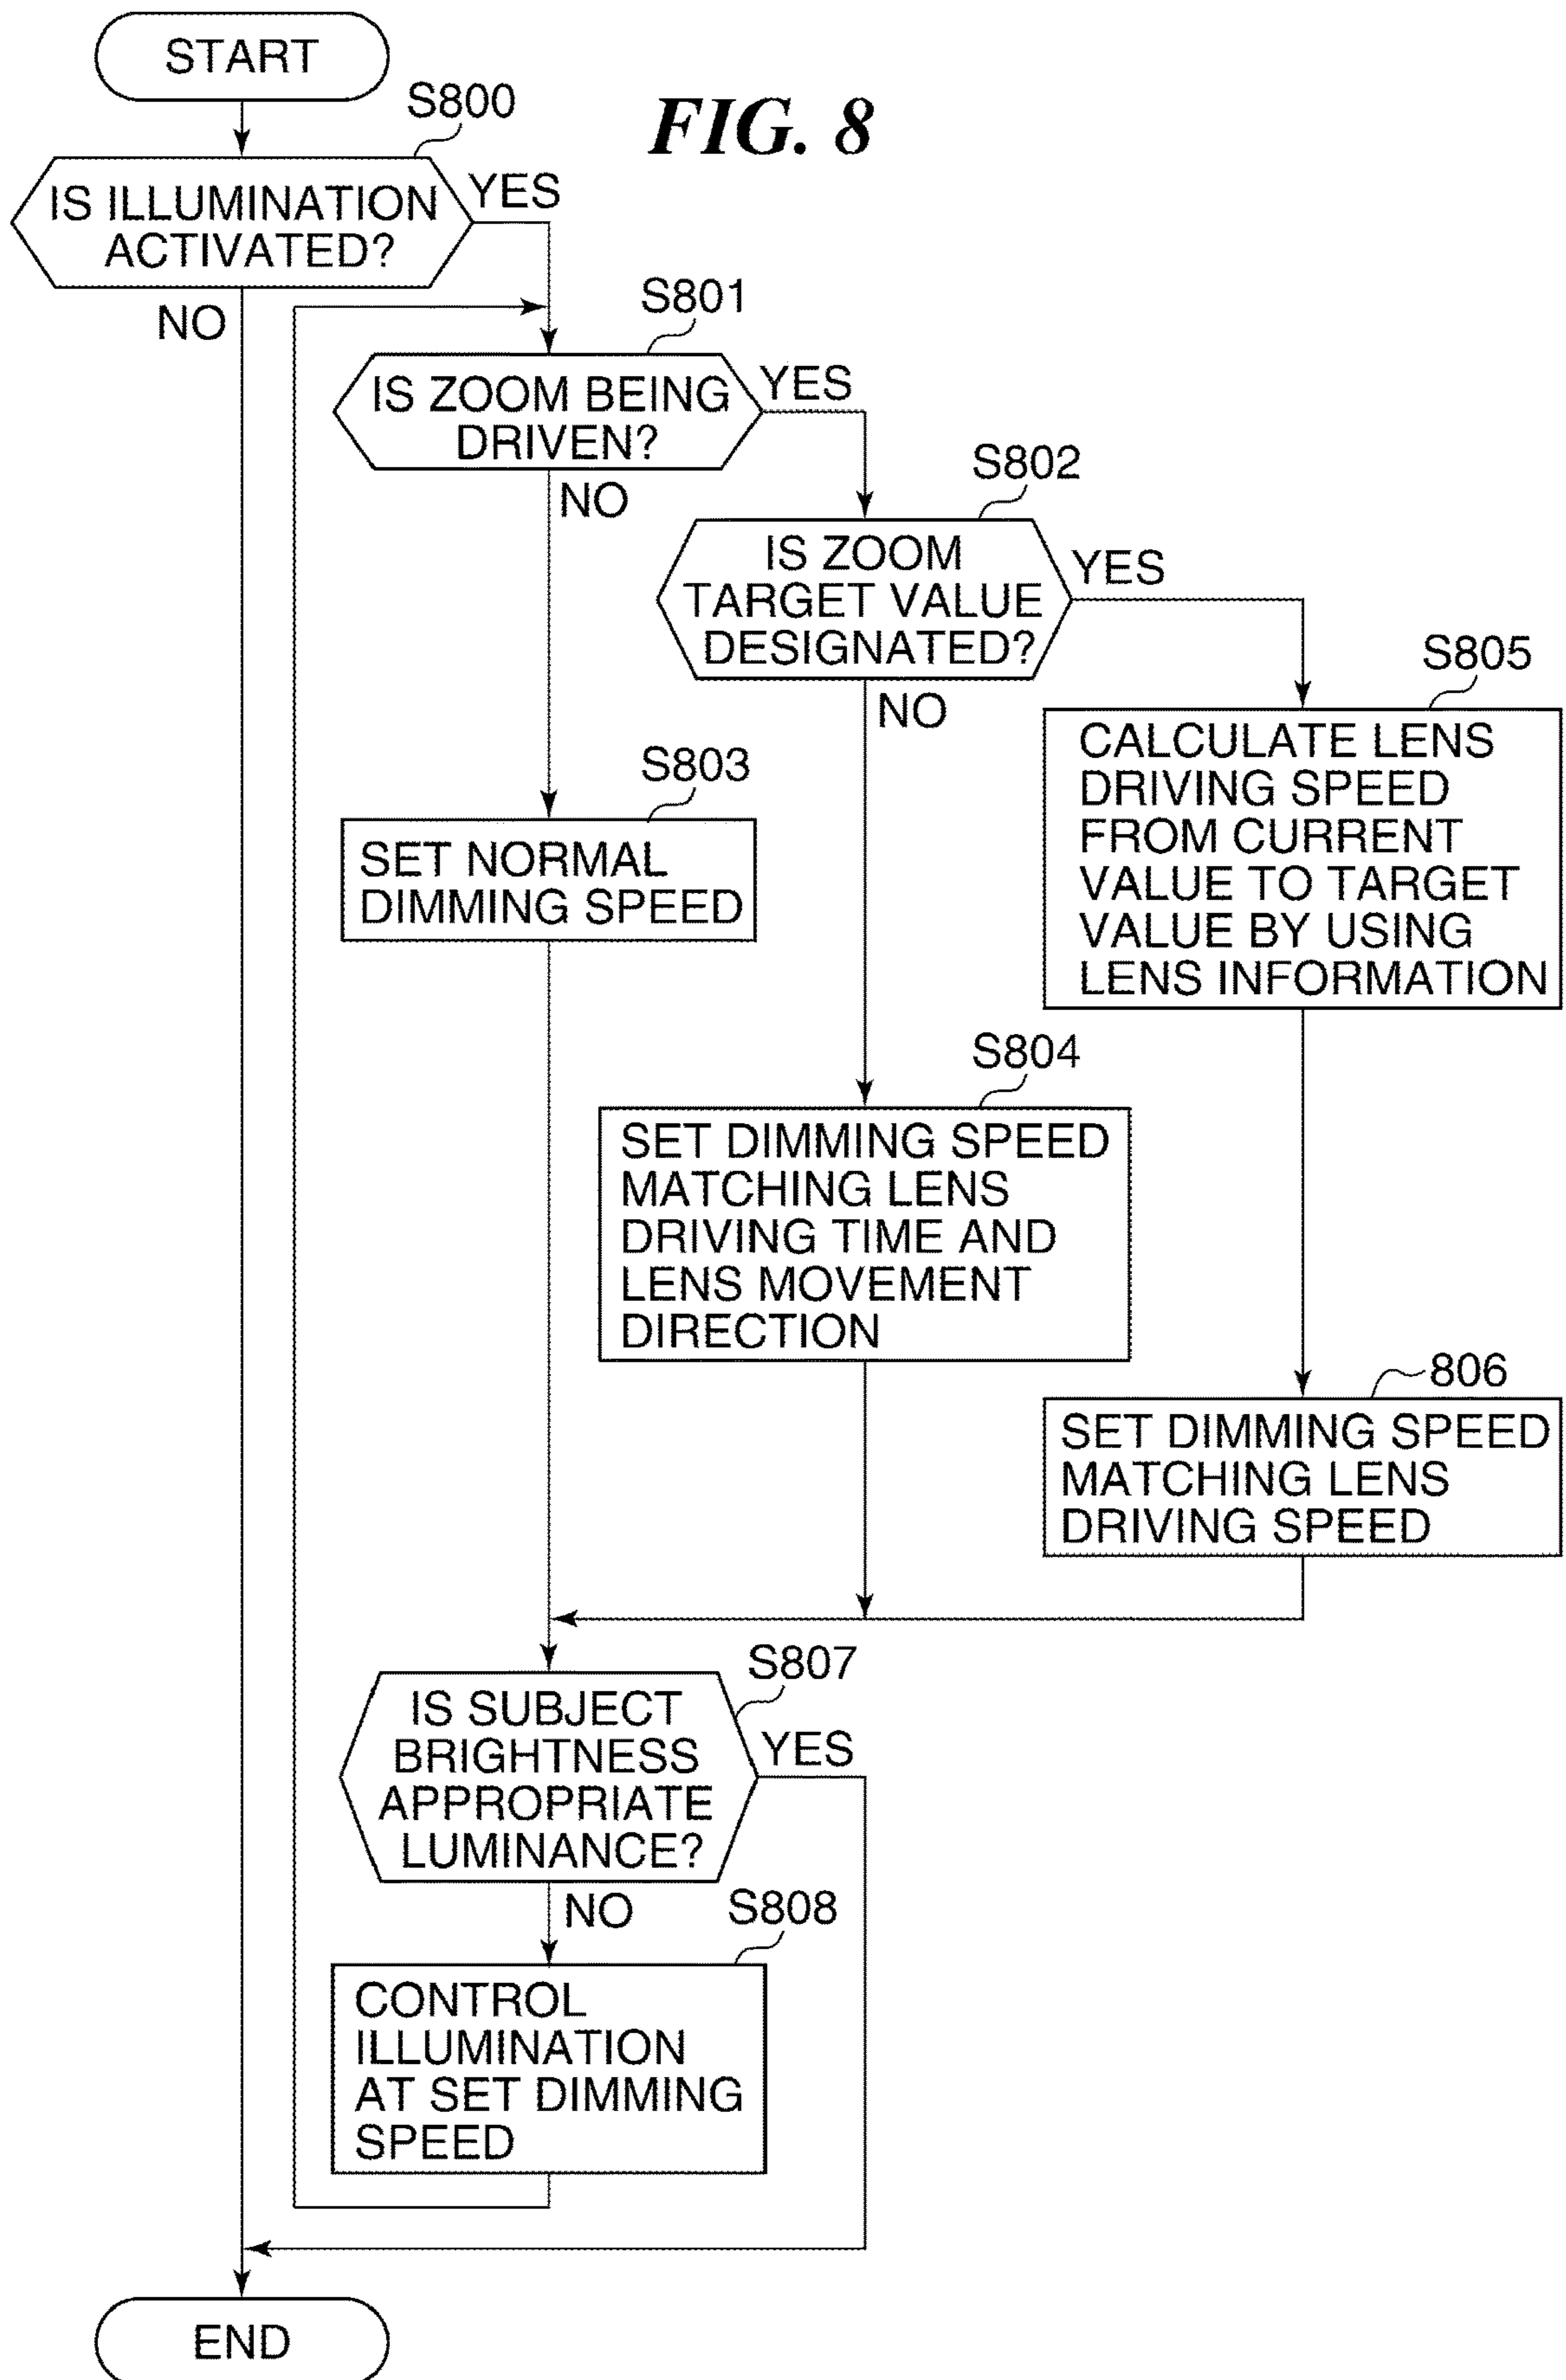 START
S800
FIG. 8
IS ILLUMINATION
ACTIVATED?
YES
NO
S801
IS ZOOM BEING
DRIVEN?
YES
NO
S802
IS ZOOM
TARGET VALUE
DESIGNATED?
YES
NO
S805
CALCULATE LENS
DRIVING SPEED
FROM CURRENT
VALUE TO TARGET
VALUE BY USING
LENS INFORMATION
S803
SET NORMAL
DIMMING SPEED
S804
SET DIMMING SPEED
MATCHING LENS
DRIVING TIME AND
LENS MOVEMENT
DIRECTION
806
SET DIMMING SPEED
MATCHING LENS
DRIVING SPEED
S807
IS SUBJECT
BRIGHTNESS
APPROPRIATE
LUMINANCE?
YES
NO
S808
CONTROL
ILLUMINATION
AT SET DIMMING
SPEED
END